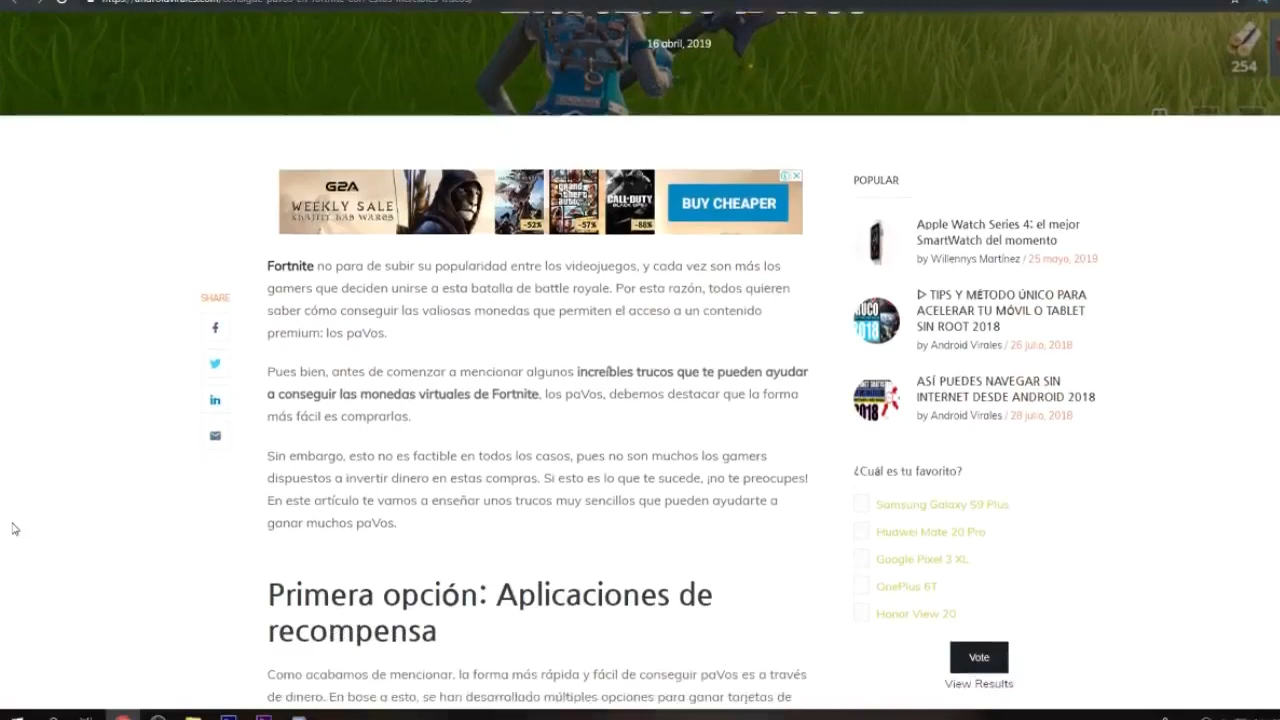 16 abril, 2019
254
G2A
WEEKLY SALE
-52%
-57%
-88%
CALL·DUTY
BUY CHEAPER
Fortnite no para de subir su popularidad entre los videojuegos, y cada vez son más los
gamers que deciden unirse a esta batalla de battle royale. Por esta razón, todos quieren
saber cómo conseguir las valiosas monedas que permiten el acceso a un contenido
premium: los paVos.
SHARE
Pues bien, antes de comenzar a mencionar algunos increíbles trucos que te pueden ayudar
a conseguir las monedas virtuales de Fortnite, los paVos, debemos destacar que la forma
más fácil es comprarlas.
Sin embargo, esto no es factible en todos los casos, pues no son muchos los gamers
dispuestos a invertir dinero en estas compras. Si esto es lo que te sucede, ¡no te preocupes!
En este artículo te vamos a enseñar unos trucos muy sencillos que pueden ayudarte a
ganar muchos paVos.
Primera opción: Aplicaciones de
recompensa
Como acabamos de mencionar, la forma más rápida y fácil de conseguir paVos es a través
de dinero. En base a esto, se han desarrollado múltiples opciones para ganar tarjetas de
POPULAR
Apple Watch Series 4: el mejor
SmartWatch del momento
by Willennys Martínez / 25 mayo, 2019
ᐅ TIPS Y MÉTODO ÚNICO PARA
ACELERAR TU MÓVIL O TABLET
SIN ROOT 2018
by Android Virales / 26 julio, 2018
2018
ASÍ PUEDES NAVEGAR SIN
INTERNET DESDE ANDROID 2018
by Android Virales / 28 julio, 2018
2018
¿Cuál es tu favorito?
Samsung Galaxy S9 Plus
Huawei Mate 20 Pro
Google Pixel 3 XL
OnePlus 6T
Honor View 20
Vote
View Results